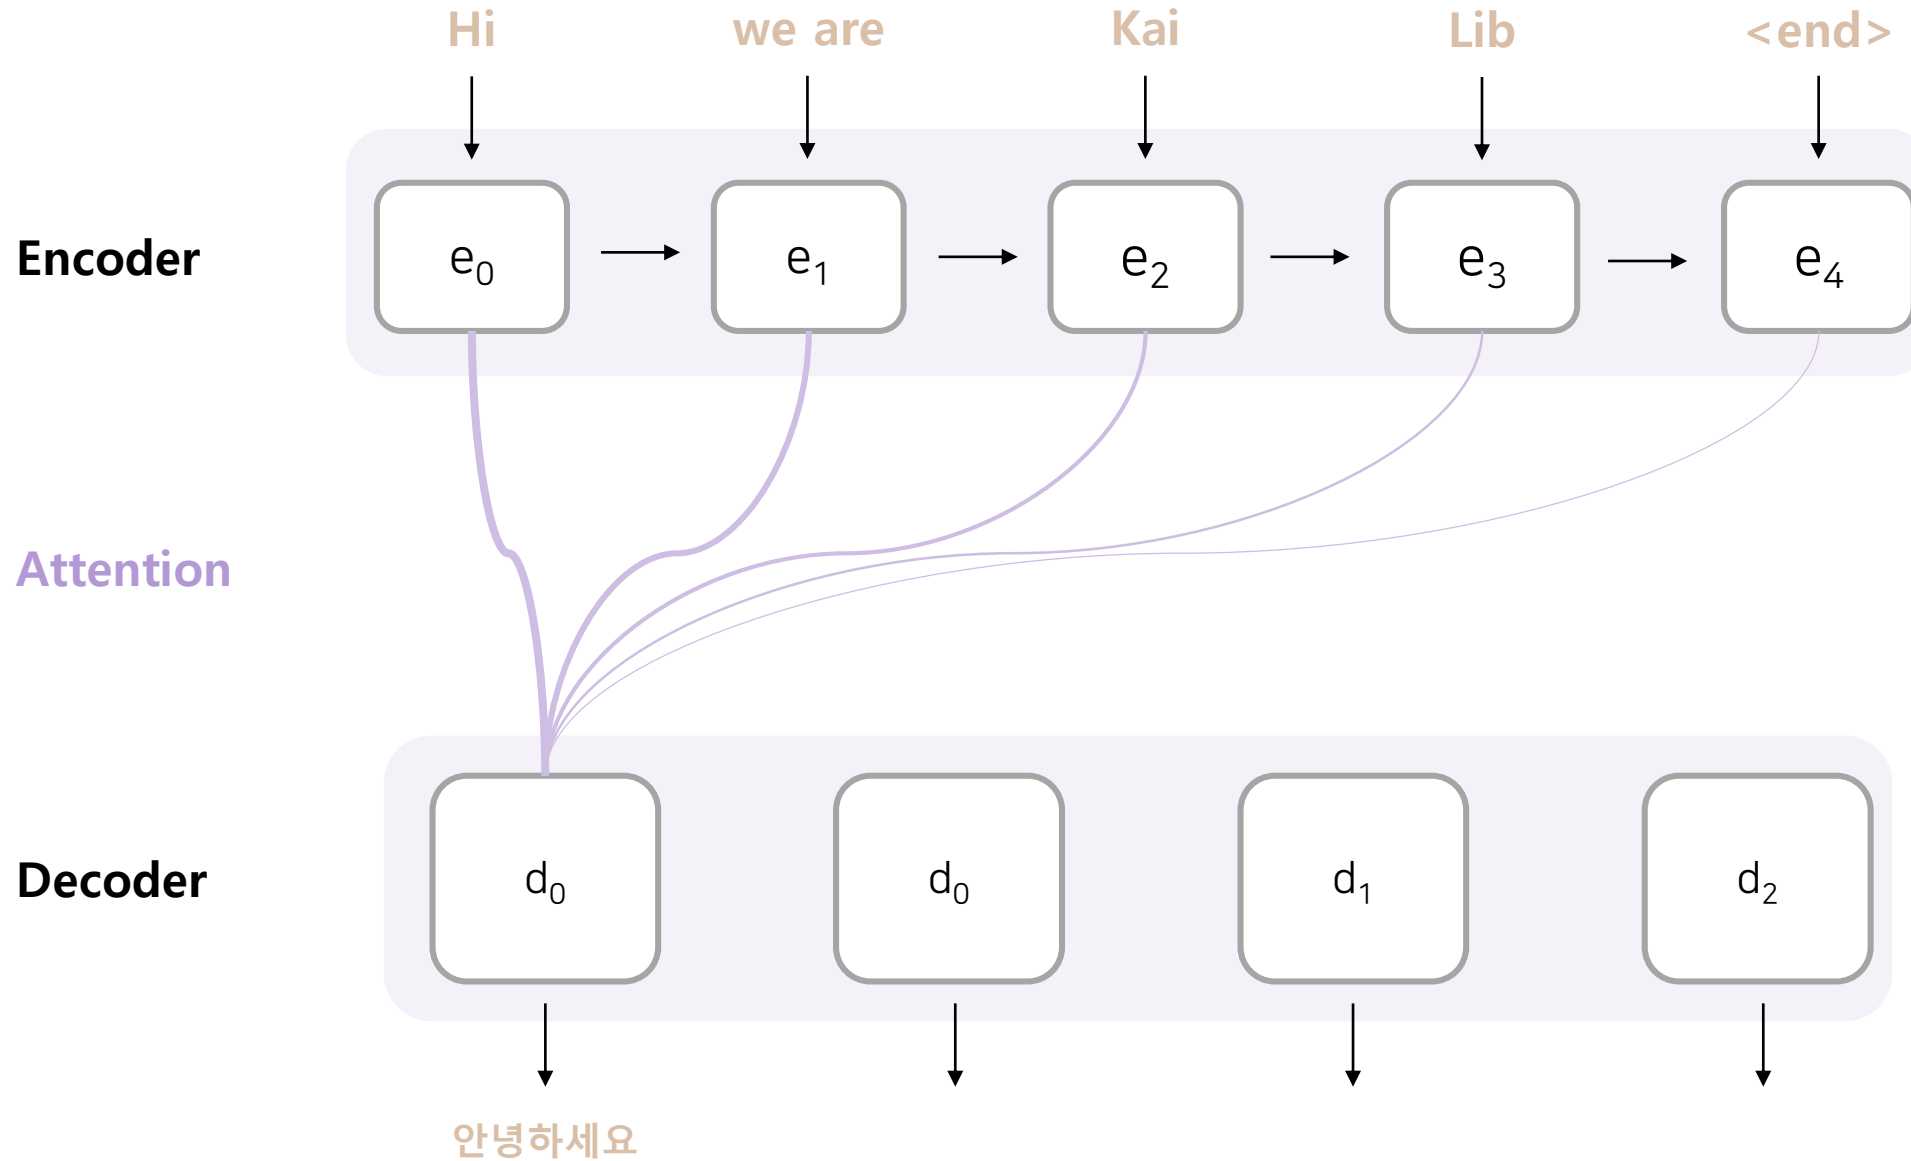 Hi we are Kai Lib <end>
Encoder e₀ e₁ e₂ e₃ e₄
Attention
Decoder d₀ d₀ d₁ d₂
안녕하세요